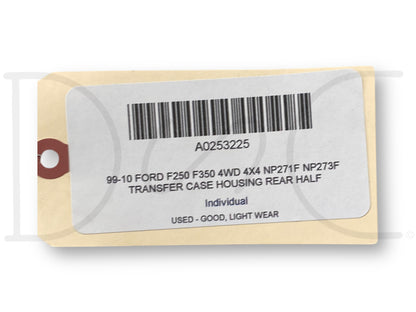 A0253225
99-10 FORD F250 F350 4WD 4X4 NP271F NP273F
TRANSFER CASE HOUSING REAR HALF
Individual
USED - GOOD, LIGHT WEAR